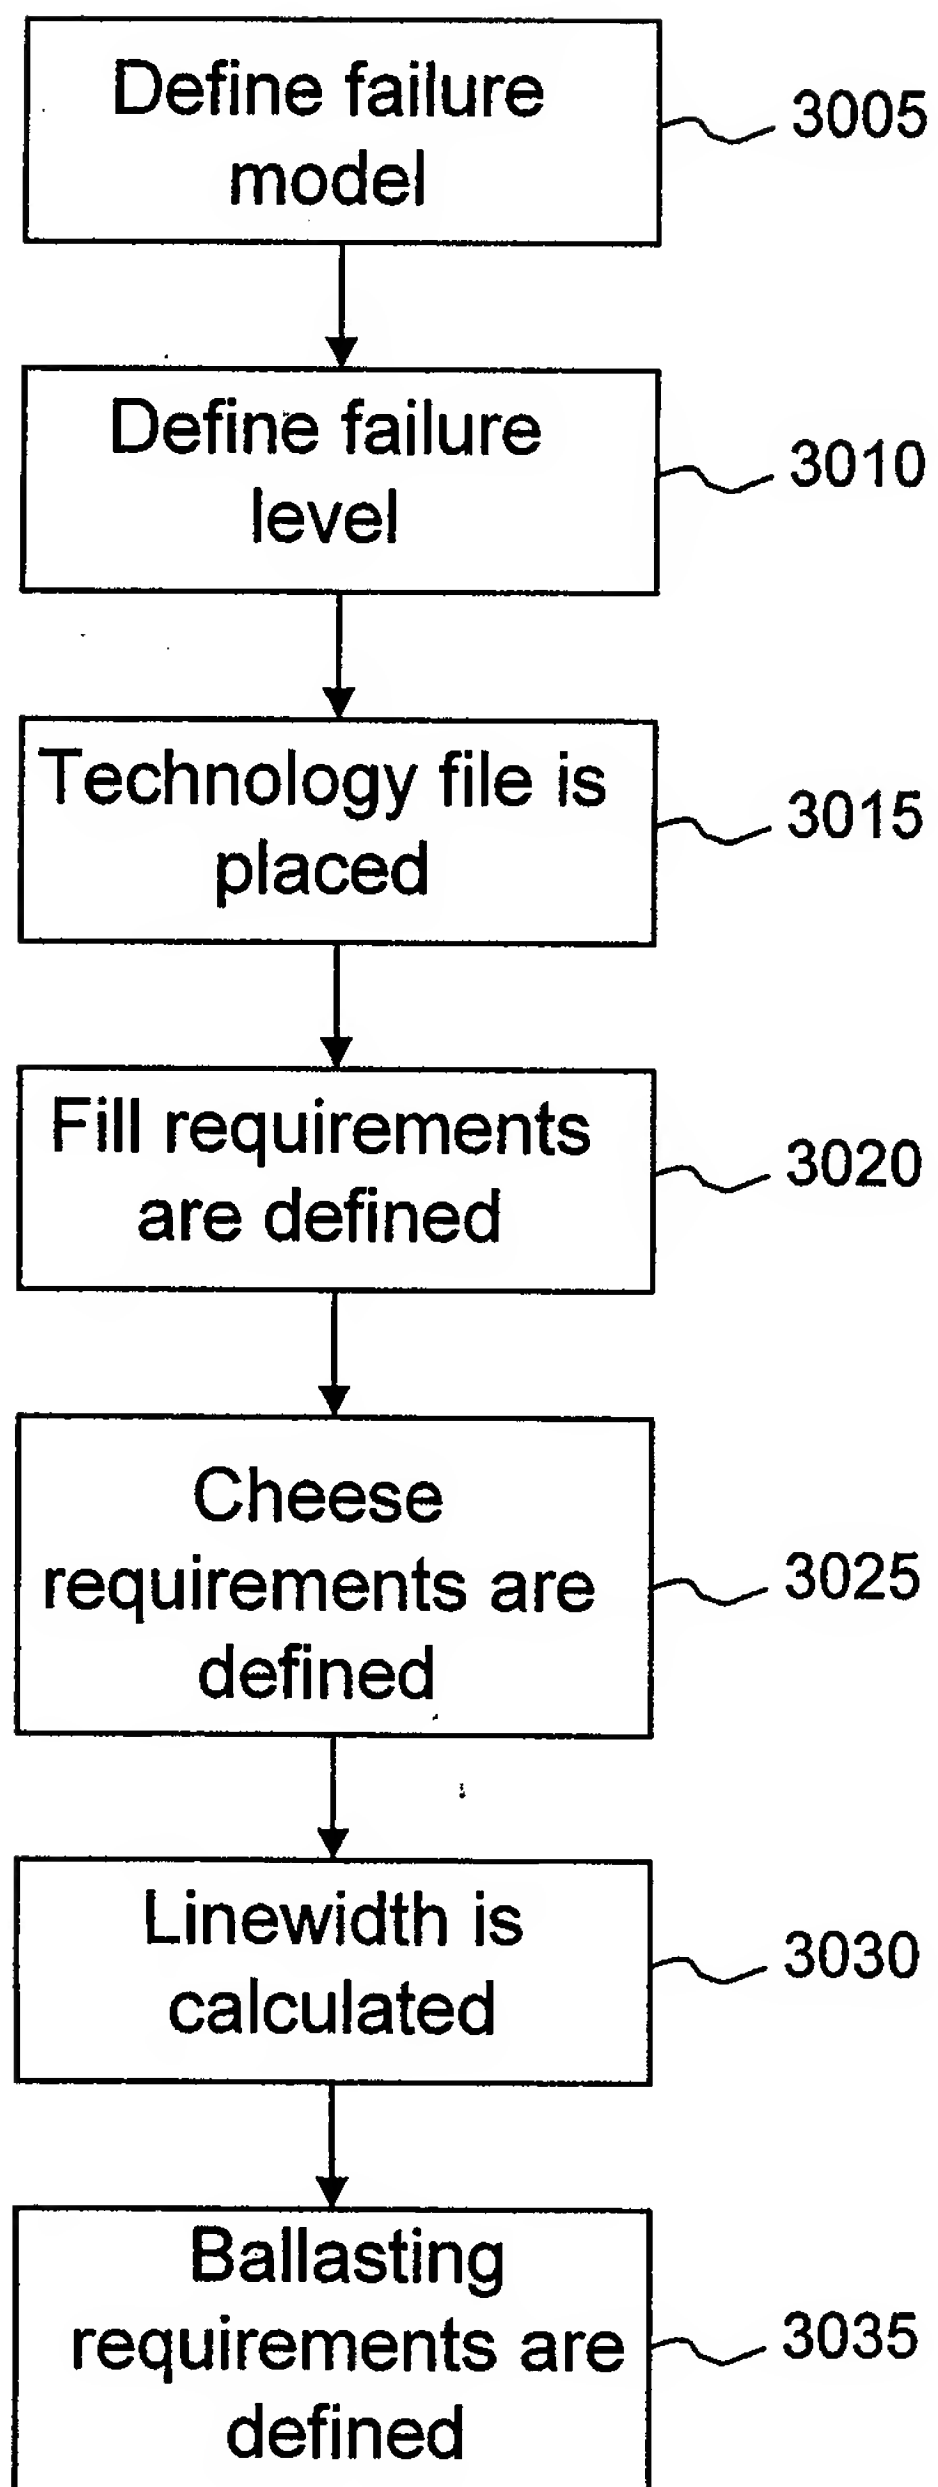 Define failure
model
3005
Define failure
level
3010
Technology file is
placed
3015
Fill requirements
are defined
3020
Cheese
requirements are
defined
3025
Linewidth is
calculated
3030
Ballasting
requirements are
defined
3035